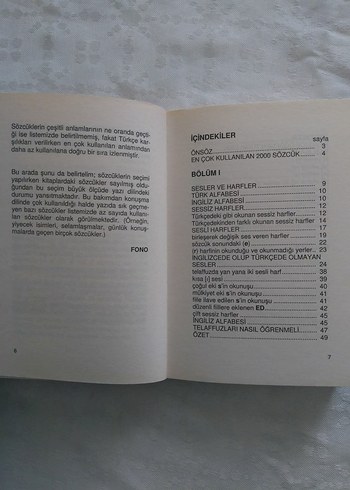 Sözcüklerin çeşitli anlamlarının ne oranda geçti-
ği ise listemizde belirtilmemiş, fakat Türkçe kar-
şılıkları verilirken en çok kullanılan anlamından
daha az kullanılana doğru bir sıra izlenmiştir.
Bu arada şunu da belirtelim; sözcüklerin seçimi
yapılırken kitaplardaki sözcükler sayılmış oldu-
ğundan bu seçim büyük ölçüde yazı dilindeki
durumu yansıtmaktadır. Bu bakımdan konuşma
dilinde çok kullanıldığı halde yazıda sık geçme-
yen bazı sözcükler listemizde az sayıda kullanı-
lan sözcükler olarak görülmektedir. (Örneğin,
yiyecek isimleri, selamlaşmalar, günlük konuş-
malarda geçen birçok sözcükler.)
FONO
6
İÇİNDEKİLER
sayfa
ÖNSÖZ 3
EN ÇOK KULLANILAN 2000 SÖZCÜK 4
BÖLÜM I
SESLER VE HARFLER 9
TÜRK ALFABESİ 10
İNGİLİZ ALFABESİ 10
SESSİZ HARFLER 12
Türkçedeki gibi okunan sessiz harfler 12
Türkçedekinden farklı okunan sessiz harfler 14
SESLİ HARFLER 17
birleşerek değişik ses veren harfler 19
sözcük sonundaki (e) 22
(r) harfinin okunduğu ve okunmadığı yerler. 23
İNGİLİZCEDE OLUP TÜRKÇEDE OLMAYAN
SESLER 24
telaffuzda yan yana iki sesli harf 38
kısa [i] sesi 39
çoğul eki s'in okunuşu 40
mülkiyet eki s'in okunuşu 41
fiile ilave edilen s'in okunuşu 41
düzenli fiillere eklenen ED 42
çift sessiz harfler 45
İNGİLİZ ALFABESİ 45
TELAFFUZLARI NASIL ÖĞRENMELİ 47
ÖZET 49
7